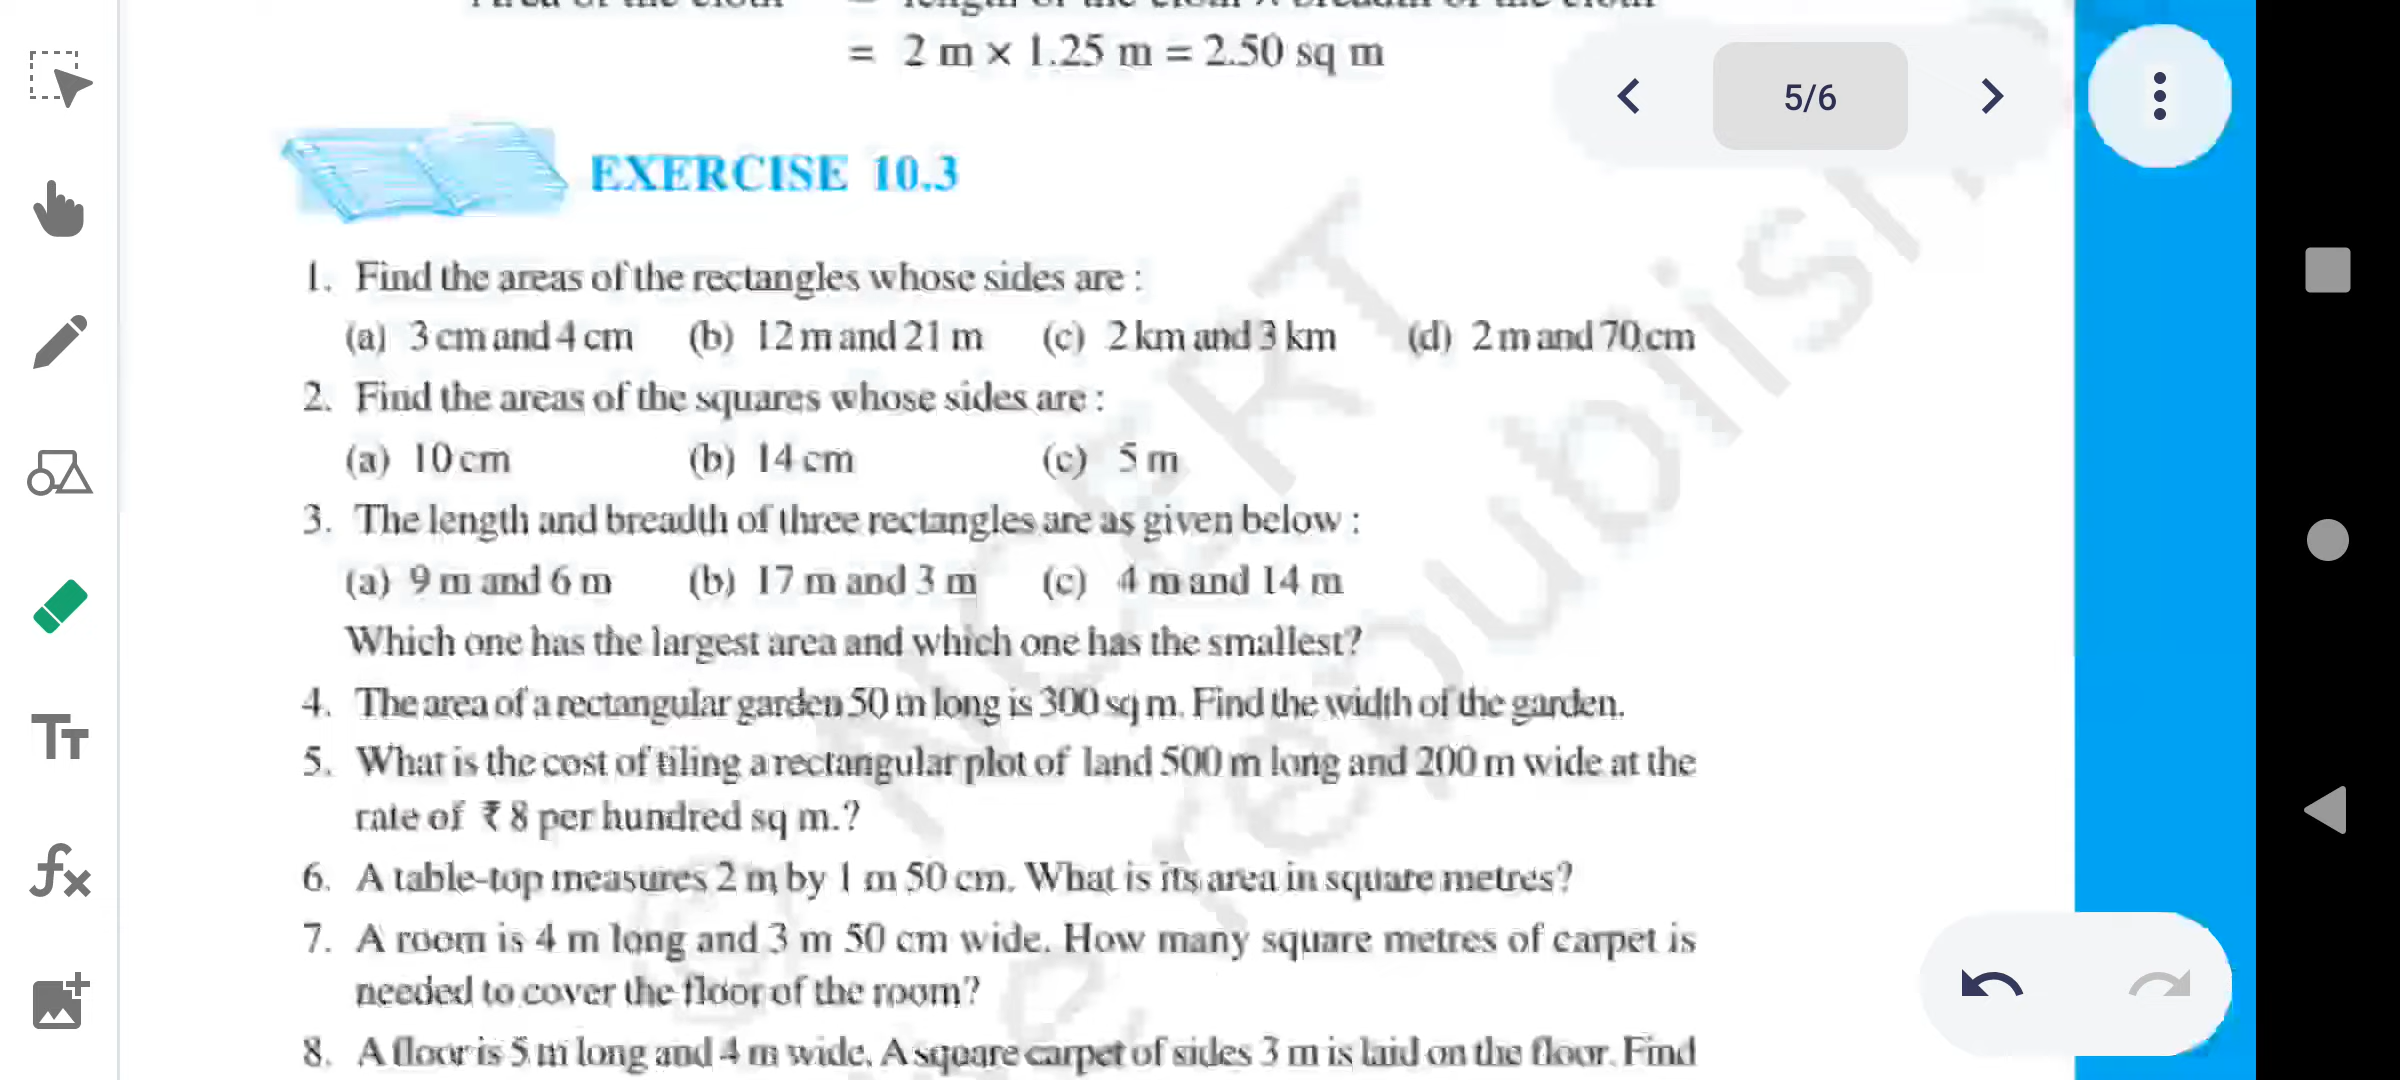 = 2 m × 1.25 m = 2.50 sq m
5/6
EXERCISE 10.3
1. Find the areas of the rectangles whose sides are :
(a) 3 cm and 4 cm (b) 12 m and 21 m (c) 2 km and 3 km (d) 2 m and 70 cm
2. Find the areas of the squares whose sides are :
(a) 10 cm (b) 14 cm (c) 5 m
3. The length and breadth of three rectangles are as given below :
(a) 9 m and 6 m (b) 17 m and 3 m (c) 4 m and 14 m
Which one has the largest area and which one has the smallest?
4. The area of a rectangular garden 50 m long is 300 sq m. Find the width of the garden.
5. What is the cost of tiling a rectangular plot of land 500 m long and 200 m wide at the
rate of ₹ 8 per hundred sq m.?
6. A table-top measures 2 m by 1 m 50 cm. What is its area in square metres?
7. A room is 4 m long and 3 m 50 cm wide. How many square metres of carpet is
needed to cover the floor of the room?
8. A floor is 5 m long and 4 m wide. A square carpet of sides 3 m is laid on the floor. Find
© NCERT
republish
Tт
fx